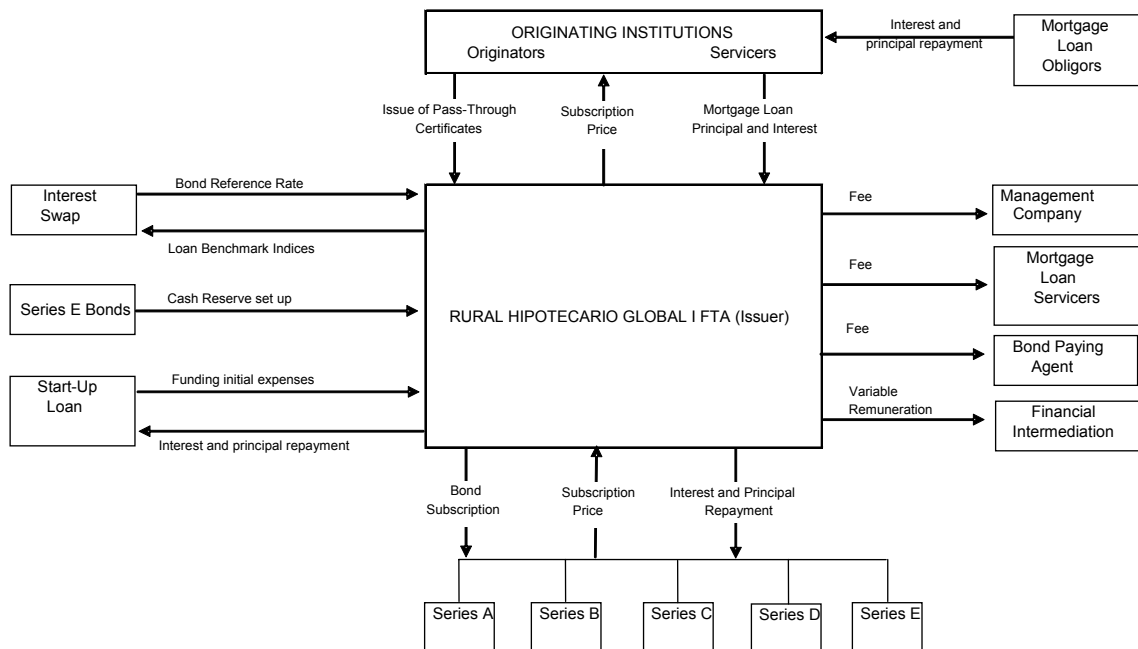 ORIGINATING INSTITUTIONS
Originators Servicers
Interest and
principal repayment
Mortgage
Loan
Obligors
Issue of Pass-Through
Certificates
Subscription
Price
Mortgage Loan
Principal and Interest
Interest
Swap
Bond Reference Rate
Loan Benchmark Indices
Series E Bonds
Cash Reserve set up
Start-Up
Loan
Funding initial expenses
Interest and principal repayment
RURAL HIPOTECARIO GLOBAL I FTA (Issuer)
Fee
Management
Company
Fee
Mortgage
Loan
Servicers
Fee
Bond Paying
Agent
Variable
Remuneration
Financial
Intermediation
Bond
Subscription
Subscription
Price
Interest and Principal
Repayment
Series A
Series B
Series C
Series D
Series E